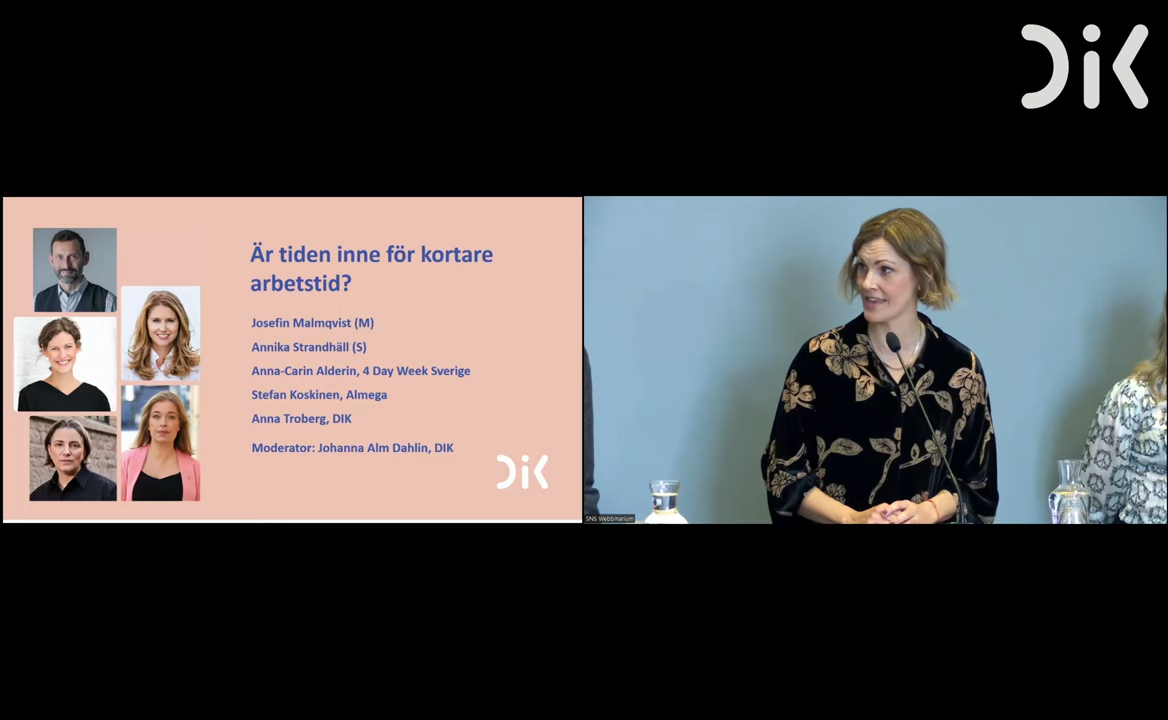 DiK
Är tiden inne för kortare
arbetstid?
Josefin Malmqvist (M)
Annika Strandhäll (S)
Anna-Carin Alderin, 4 Day Week Sverige
Stefan Koskinen, Almega
Anna Troberg, DIK
Moderator: Johanna Alm Dahlin, DIK
DiK
SNS Webbinarium